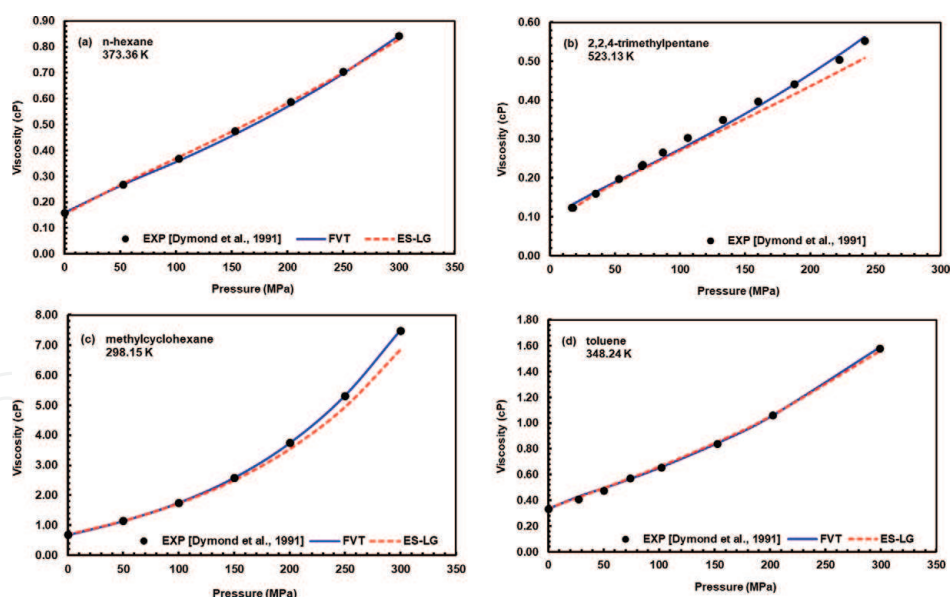 (a) n-hexane
373.36 K
Viscosity (cP)
0.90
0.80
0.70
0.60
0.50
0.40
0.30
0.20
0.10
0.00
EXP [Dymond et al., 1991] FVT ES-LG
0 50 100 150 200 250 300 350
Pressure (MPa)
(b) 2,2,4-trimethylpentane
523.13 K
Viscosity (cP)
0.60
0.50
0.40
0.30
0.20
0.10
0.00
EXP [Dymond et al., 1991]
0 50 100 150 200 250 300
Pressure (MPa)
(c) methylcyclohexane
298.15 K
Viscosity (cP)
8.00
7.00
6.00
5.00
4.00
3.00
2.00
1.00
0.00
EXP [Dymond et al., 1991] FVT ES-LG
0 50 100 150 200 250 300 350
Pressure (MPa)
(d) toluene
348.24 K
Viscosity (cP)
1.80
1.60
1.40
1.20
1.00
0.80
0.60
0.40
0.20
0.00
EXP [Dymond et al., 1991] FVT ES-LG
0 50 100 150 200 250 300 350
Pressure (MPa)